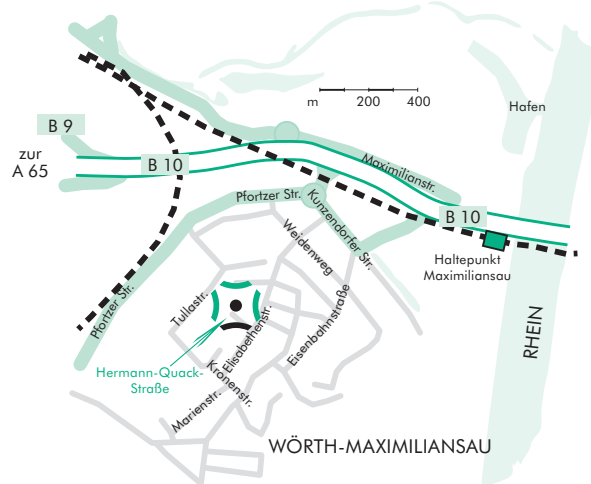 m 200 400
Hafen
B 9
zur
A 65
B 10
Maximilianstr.
Pfortzer Str.
Kunzendorfer Str.
B 10
Weidenweg
Haltepunkt
Maximiliansau
Tullastr.
Pfortzer Str.
Elisabethenstr.
Eisenbahnstraße
RHEIN
Hermann-Quack-
Straße
Kronenstr.
Marienstr.
WÖRTH-MAXIMILIANSAU